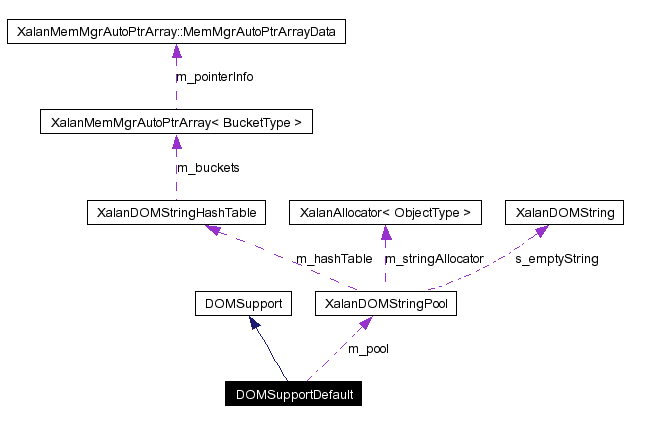 XalanMemMgrAutoPtrArray::MemMgrAutoPtrArrayData
m_pointerInfo
XalanMemMgrAutoPtrArray< BucketType >
m_buckets
XalanDOMStringHashTable
XalanAllocator< ObjectType >
XalanDOMString
m_hashTable
m_stringAllocator
s_emptyString
DOMSupport
XalanDOMStringPool
m_pool
DOMSupportDefault